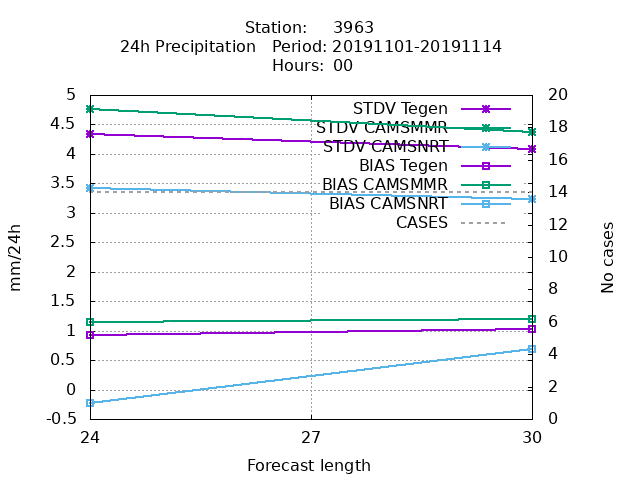 Station: 3963
24h Precipitation Period: 20191101-20191114
Hours: 00
5
4.5
4
3.5
3
2.5
2
1.5
1
0.5
0
-0.5
mm/24h
STDV Tegen
STDV CAMSMMR
STDV CAMSNRT
BIAS Tegen
BIAS CAMSMMR
BIAS CAMSNRT
CASES
20
18
16
14
12
10
8
6
4
2
0
No cases
24 27 30
Forecast length